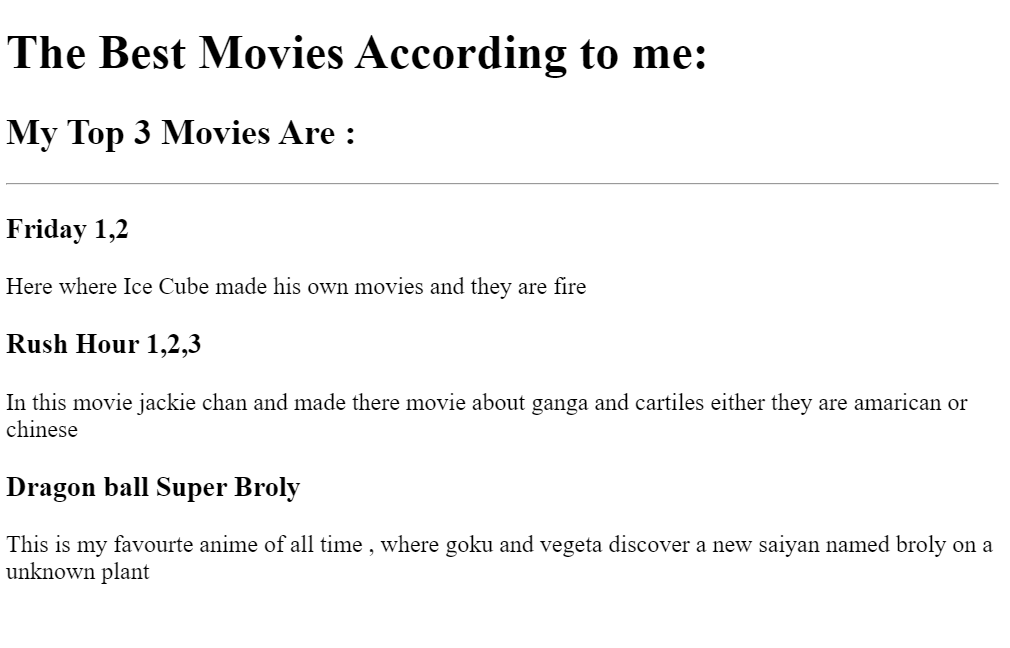 The Best Movies According to me:
My Top 3 Movies Are :
Friday 1,2
Here where Ice Cube made his own movies and they are fire
Rush Hour 1,2,3
In this movie jackie chan and made there movie about ganga and cartiles either they are amarican or
chinese
Dragon ball Super Broly
This is my favourte anime of all time , where goku and vegeta discover a new saiyan named broly on a
unknown plant